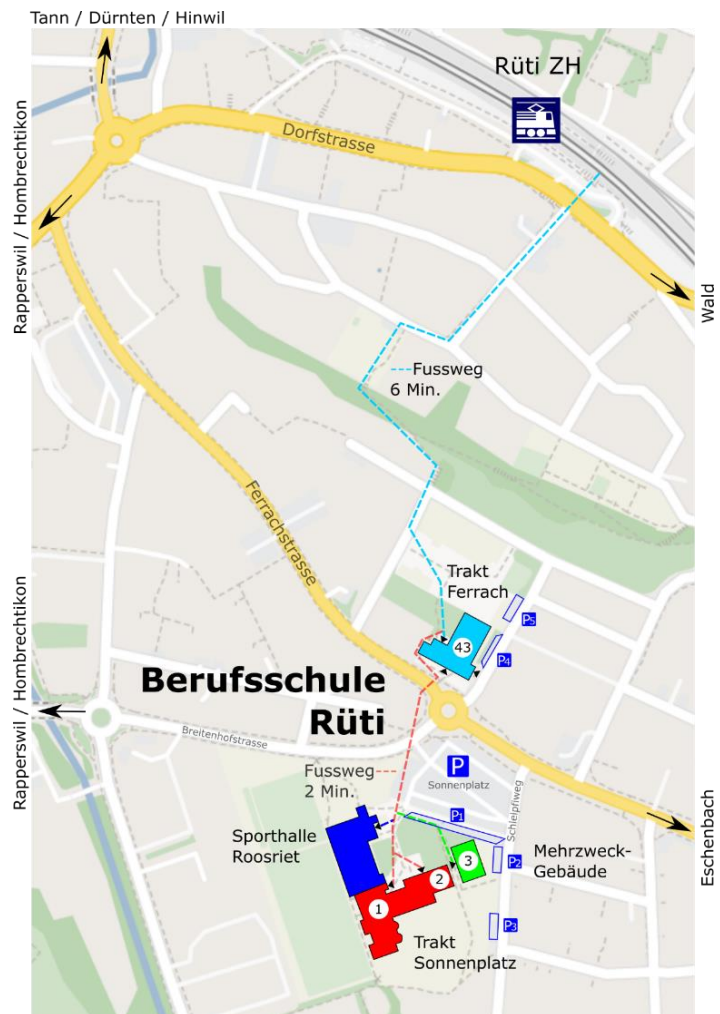 Tann / Dürnten / Hinwil
Rüti ZH
Dorfstrasse
Rapperswil / Hombrechtikon
Wald
Fussweg
6 Min.
Ferrachstrasse
Trakt
Ferrach
P5
43
P4
Berufsschule
Rüti
Rapperswil / Hombrechtikon
Breitenhofstrasse
Fussweg
2 Min.
P
Sonnenplatz
Schleipfiweg
P1
Eschenbach
Sporthalle
Roosriet
Mehrzweck-
Gebäude
3
P2
2
1
P3
Trakt
Sonnenplatz